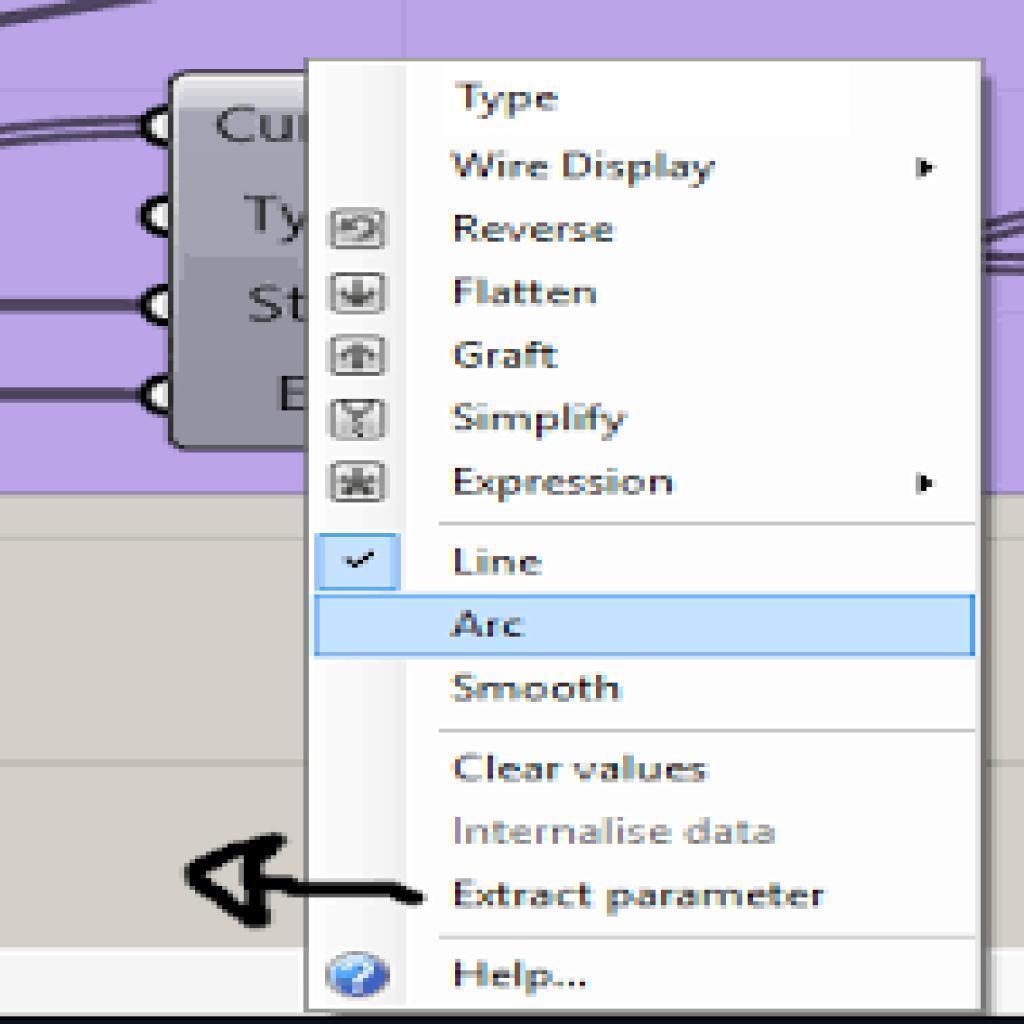 Type
Wire Display
Reverse
Flatten
Graft
Simplify
Expression
Line
Arc
Smooth
Clear values
Internalise data
Extract parameter
Help...
Cu
Ty
St
E